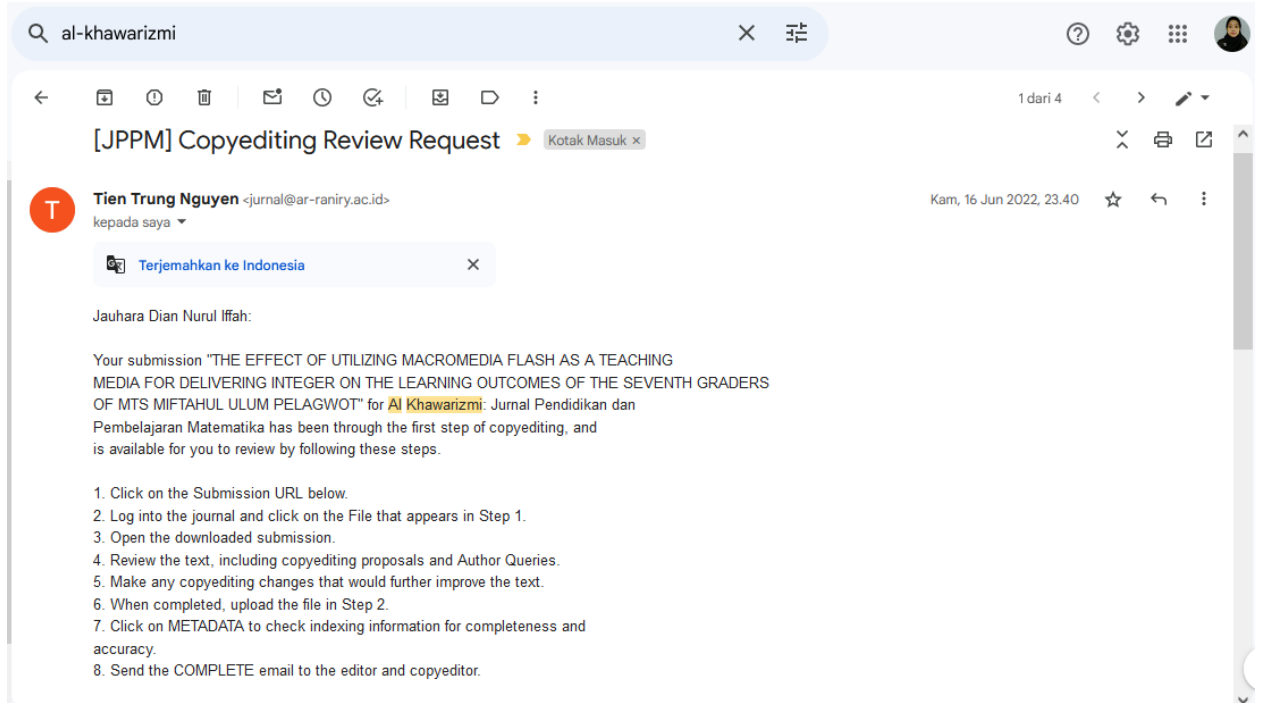 al-khawarizmi
1 dari 4
[JPPM] Copyediting Review Request
Kotak Masuk ×
T
Tien Trung Nguyen <jurnal@ar-raniry.ac.id>
Kam, 16 Jun 2022, 23.40
kepada saya
Terjemahkan ke Indonesia
Jauhara Dian Nurul Iffah:
Your submission "THE EFFECT OF UTILIZING MACROMEDIA FLASH AS A TEACHING
MEDIA FOR DELIVERING INTEGER ON THE LEARNING OUTCOMES OF THE SEVENTH GRADERS
OF MTS MIFTAHUL ULUM PELAGWOT" for Al Khawarizmi: Jurnal Pendidikan dan
Pembelajaran Matematika has been through the first step of copyediting, and
is available for you to review by following these steps.
1. Click on the Submission URL below.
2. Log into the journal and click on the File that appears in Step 1.
3. Open the downloaded submission.
4. Review the text, including copyediting proposals and Author Queries.
5. Make any copyediting changes that would further improve the text.
6. When completed, upload the file in Step 2.
7. Click on METADATA to check indexing information for completeness and
accuracy.
8. Send the COMPLETE email to the editor and copyeditor.